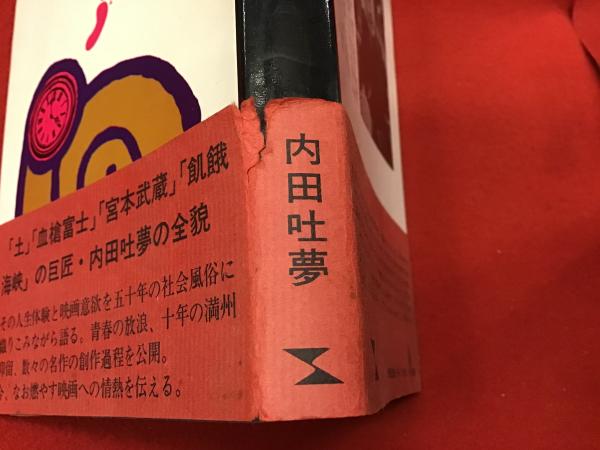 「土」「血槍富士」「宮本武蔵」「飢餓
海峡」の巨匠・内田吐夢の全貌
その人生体験と映画意欲を五十年の社会風俗に
織りこみながら語る。青春の放浪、十年の満州
抑留、数々の名作の創作過程を公開。
今、なお燃やす映画への情熱を伝える。
内田吐夢